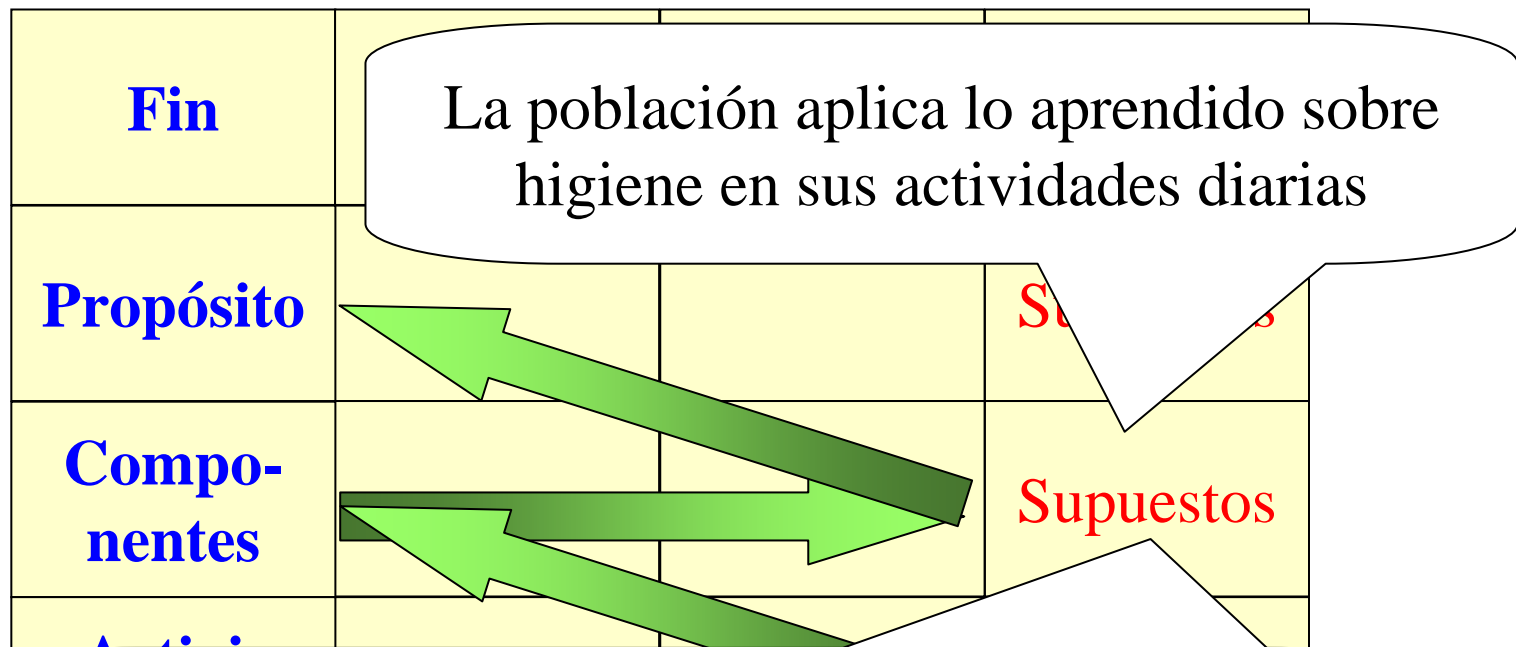 Fin
La población aplica lo aprendido sobre
higiene en sus actividades diarias
Propósito
Compo-
nentes
Supuestos